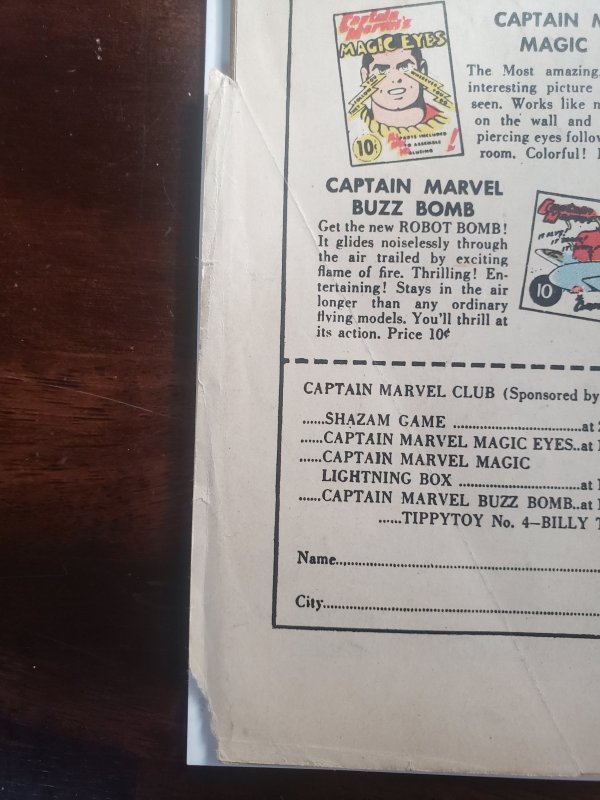 Captain Marvel's
MAGIC EYES
10¢
PARTS INCLUDED
TO ASSEMBLE
CAPTAIN M
MAGIC
The Most amazing,
interesting picture
seen. Works like
on the wall and
piercing eyes follow
room. Colorful!
CAPTAIN MARVEL
BUZZ BOMB
Get the new ROBOT BOMB!
It glides noiselessly through
the air trailed by exciting
flame of fire. Thrilling! En-
tertaining! Stays in the air
longer than any ordinary
flying models. You'll thrill at
its action. Price 10¢
10
CAPTAIN MARVEL CLUB (Sponsored by
......SHAZAM GAME ..............................at
......CAPTAIN MARVEL MAGIC EYES..at
......CAPTAIN MARVEL MAGIC
LIGHTNING BOX .............................at
......CAPTAIN MARVEL BUZZ BOMB..at
......TIPPYTOY No. 4—BILLY
Name............................................................
City...............................................................